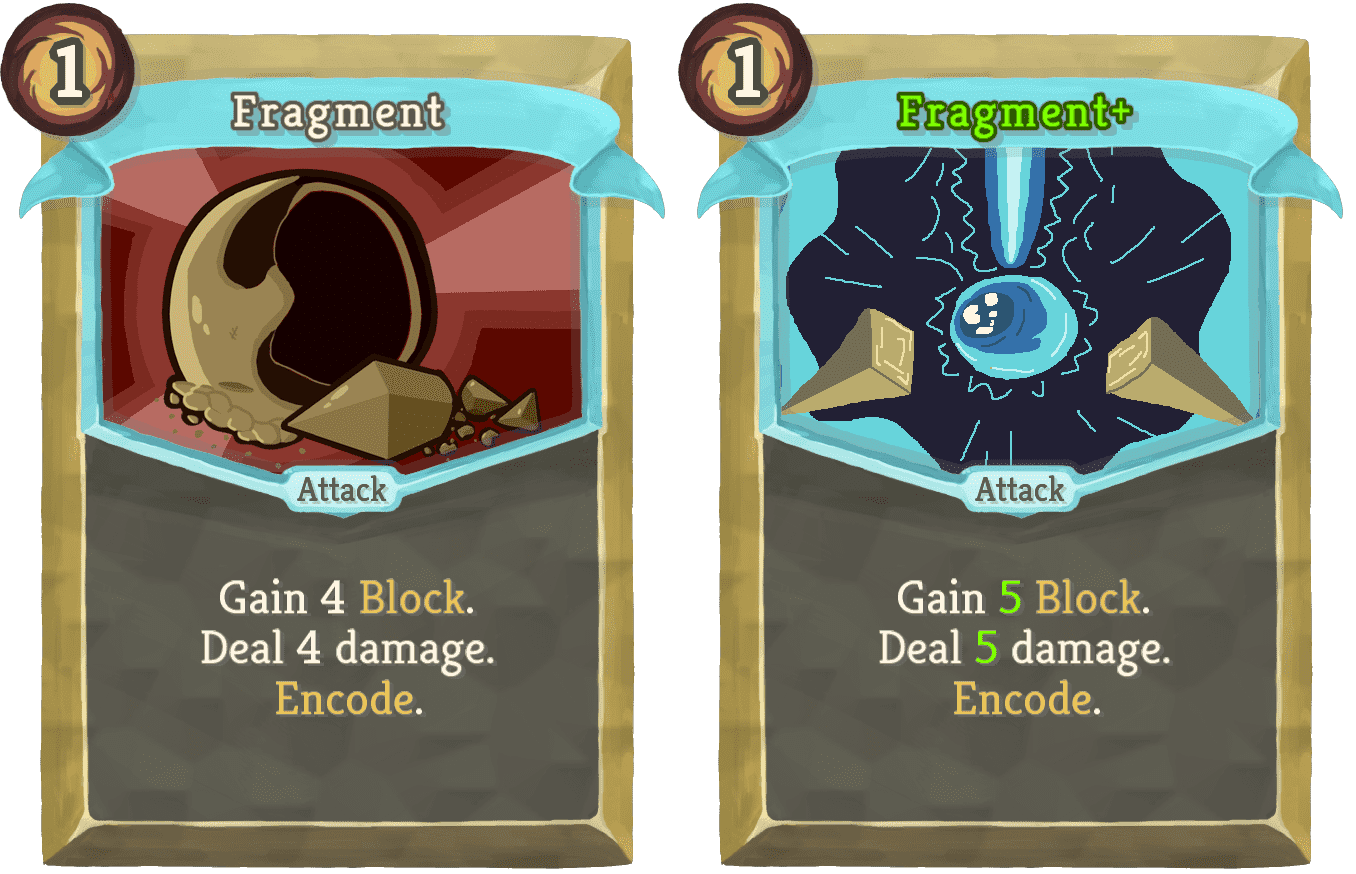 1
Fragment
Attack
Gain 4 Block.
Deal 4 damage.
Encode.
1
Fragment+
Attack
Gain 5 Block.
Deal 5 damage.
Encode.